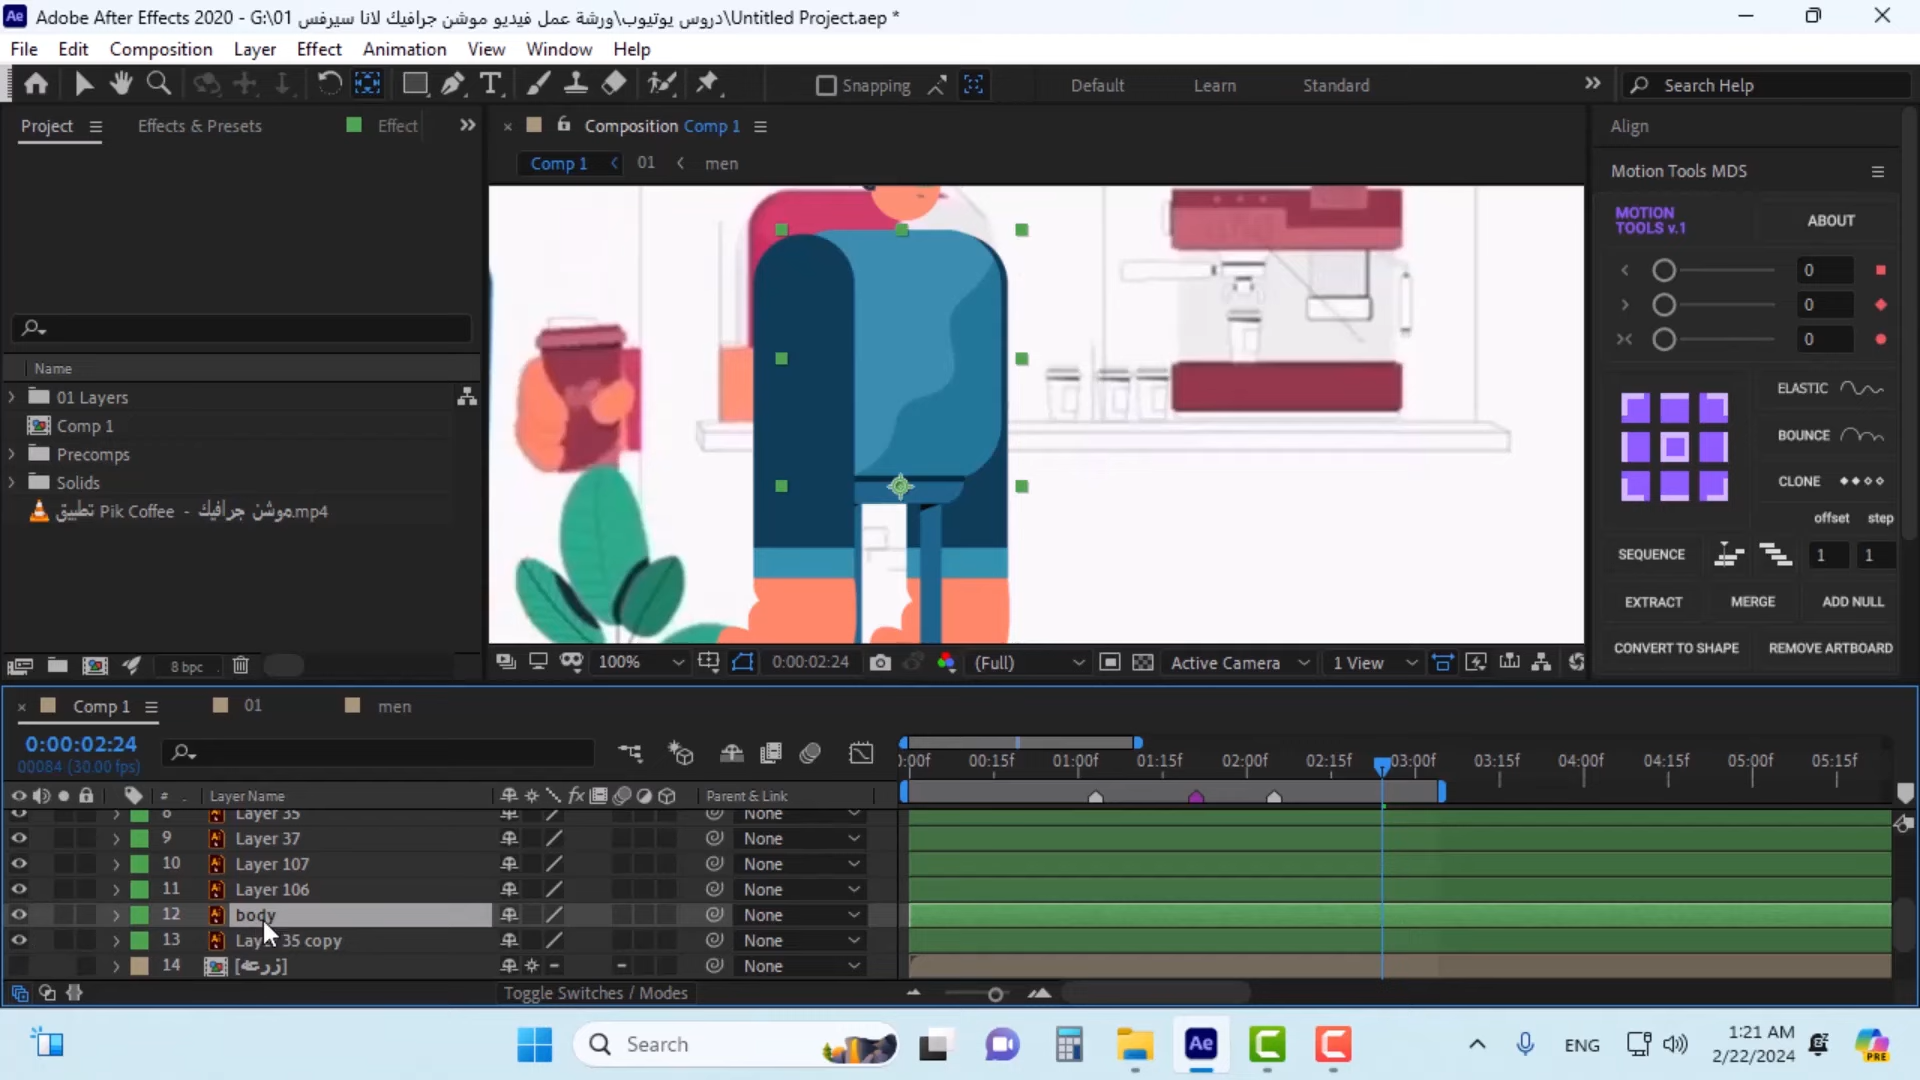 Adobe After Effects 2020 - G:\01 دروس يوتيوب\ورشة عمل فيديو موشن جرافيك لانا سيرفس\Untitled Project.aep *
File Edit Composition Layer Effect Animation View Window Help
Snapping
Default Learn Standard
Search Help
Project Effects & Presets Effect
Composition Comp 1
Align
Comp 1 01 men
Motion Tools MDS
MOTION TOOLS v.1 ABOUT
0
0
0
Name
01 Layers
Comp 1
Precomps
Solids
تطبيق Pik Coffee - موشن جرافيك.mp4
ELASTIC
BOUNCE
CLONE
offset step
SEQUENCE 1 1
EXTRACT MERGE ADD NULL
CONVERT TO SHAPE REMOVE ARTBOARD
8 bpc
100% 0:00:02:24 (Full) Active Camera 1 View
Comp 1 01 men
0:00:02:24
00084 (30.00 fps)
:00f 00:15f 01:00f 01:15f 02:00f 02:15f 03:00f 03:15f 04:00f 04:15f 05:00f 05:15f
# Layer Name fx Parent & Link
8 Layer 35 None
9 Layer 37 None
10 Layer 107 None
11 Layer 106 None
12 body None
13 Layer 35 copy None
14 None
Toggle Switches / Modes
Search
Ae
ENG
1:21 AM
2/22/2024
PRE